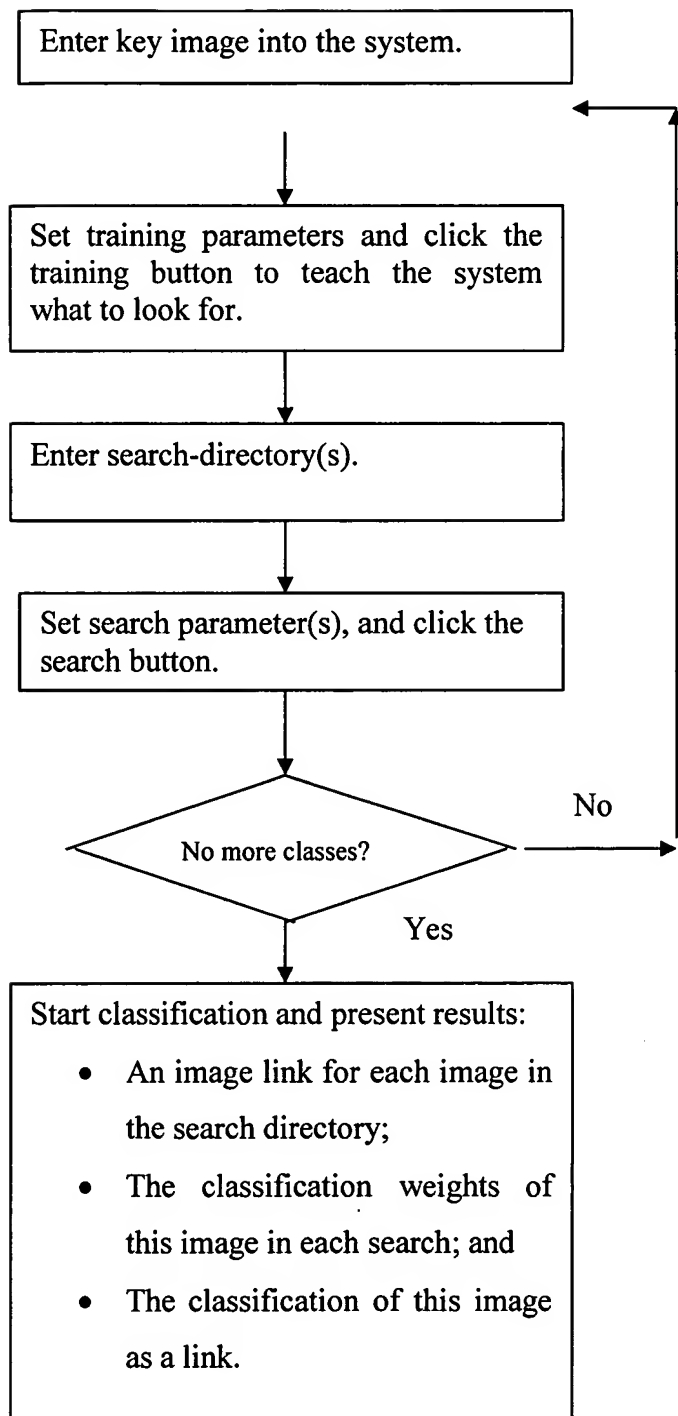 Enter key image into the system.
Set training parameters and click the
training button to teach the system
what to look for.
Enter search-directory(s).
Set search parameter(s), and click the
search button.
No more classes?
No
Yes
Start classification and present results:
• An image link for each image in
the search directory;
• The classification weights of
this image in each search; and
• The classification of this image
as a link.